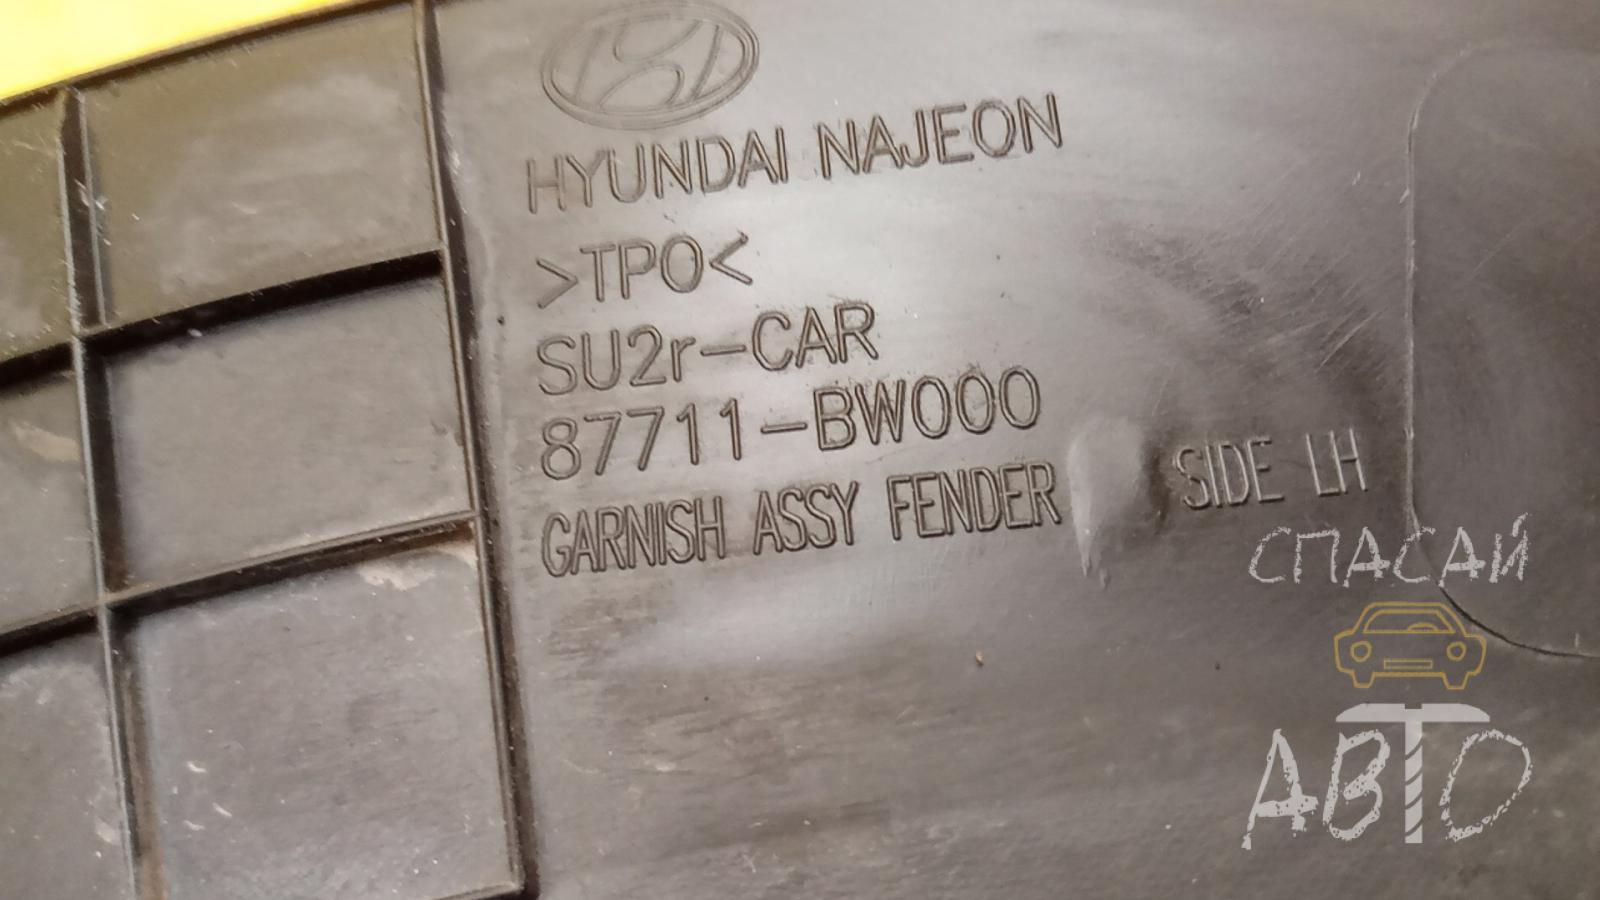 HYUNDAI NAJEON
>TPO<
SU2r-CAR
87711-BW000
GARNISH ASSY FENDER SIDE LH
СПАСАЙ
АВТО